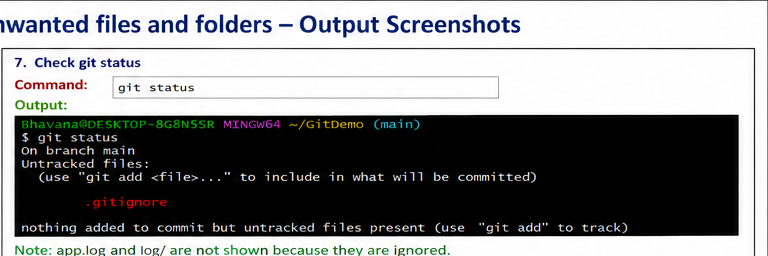 nwanted files and folders – Output Screenshots
7. Check git status
Command: git status
Output:
Bhavana@DESKTOP-8G8N5SR MINGW64 ~/GitDemo (main)
$ git status
On branch main
Untracked files:
(use "git add <file>..." to include in what will be committed)
.gitignore
nothing added to commit but untracked files present (use "git add" to track)
Note: app.log and log/ are not shown because they are ignored.